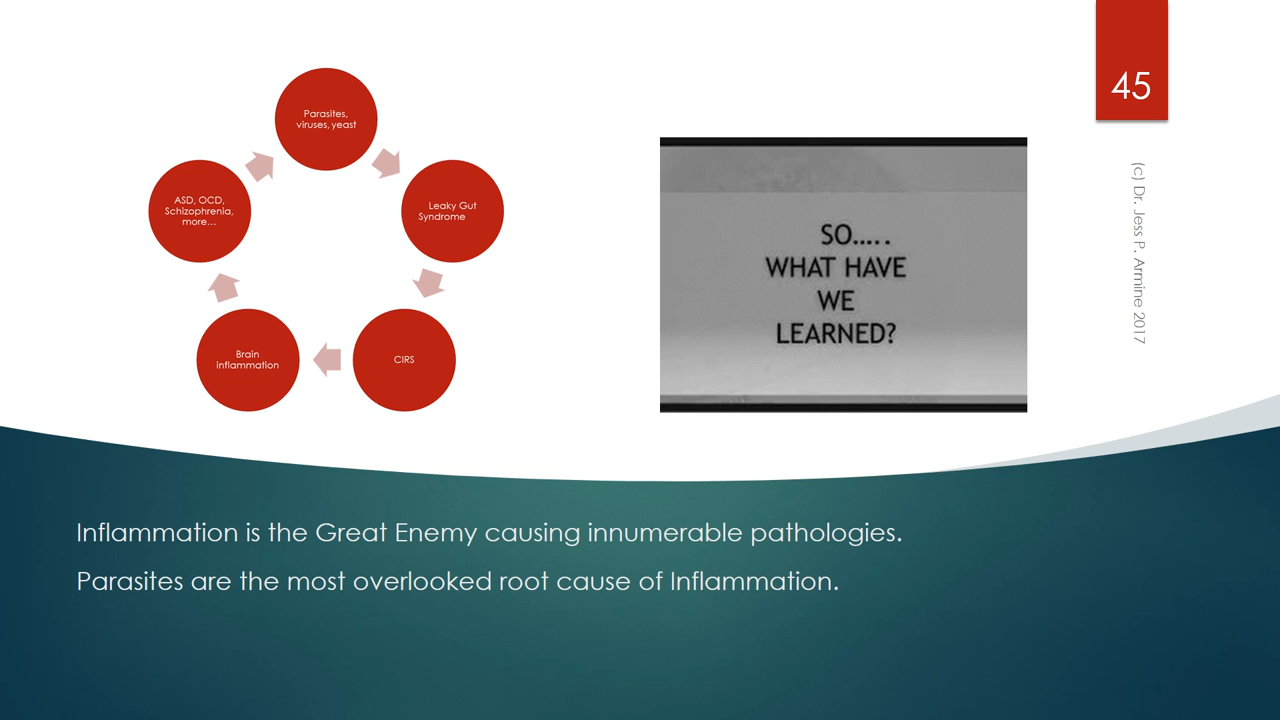 45
Parasites,
viruses, yeast
Leaky Gut
Syndrome
CIRS
Brain
inflammation
ASD, OCD,
Schizophrenia,
more...
SO.....
WHAT HAVE
WE
LEARNED?
(c) Dr. Jess P. Armine 2017
Inflammation is the Great Enemy causing innumerable pathologies.
Parasites are the most overlooked root cause of Inflammation.